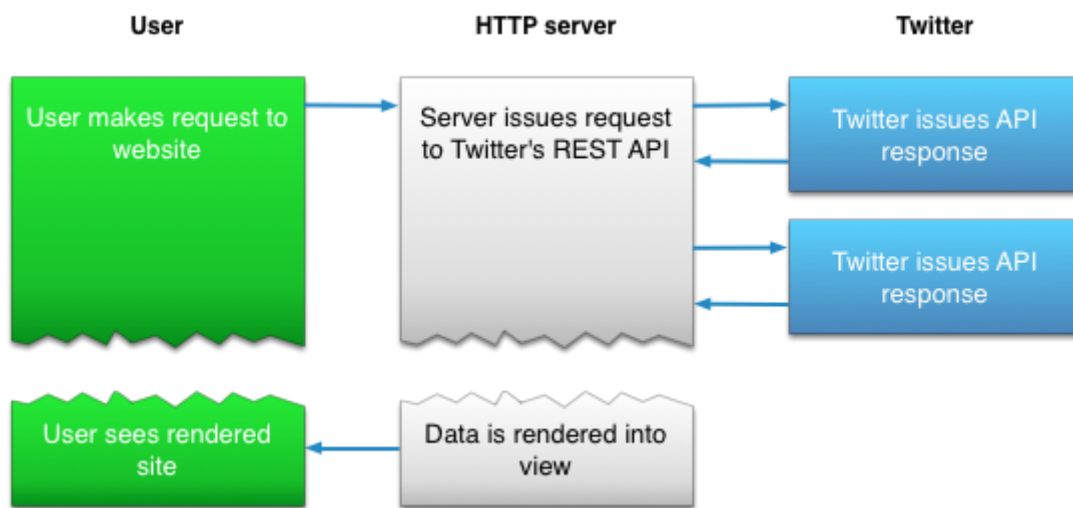 User
HTTP server
Twitter
User makes request to
website
Server issues request
to Twitter's REST API
Twitter issues API
response
Twitter issues API
response
User sees rendered
site
Data is rendered into
view